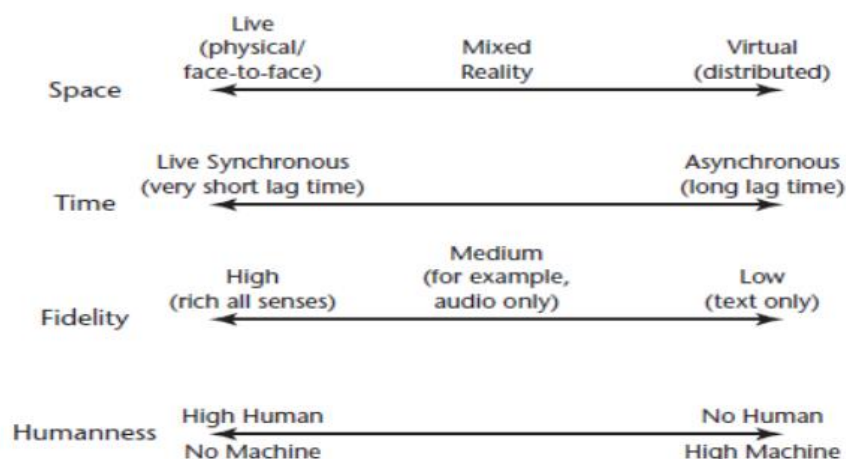 Live
(physical/
face-to-face)
Mixed
Reality
Virtual
(distributed)
Space
Live Synchronous
(very short lag time)
Asynchronous
(long lag time)
Time
High
(rich all senses)
Medium
(for example,
audio only)
Low
(text only)
Fidelity
High Human
No Human
Humanness
No Machine
High Machine